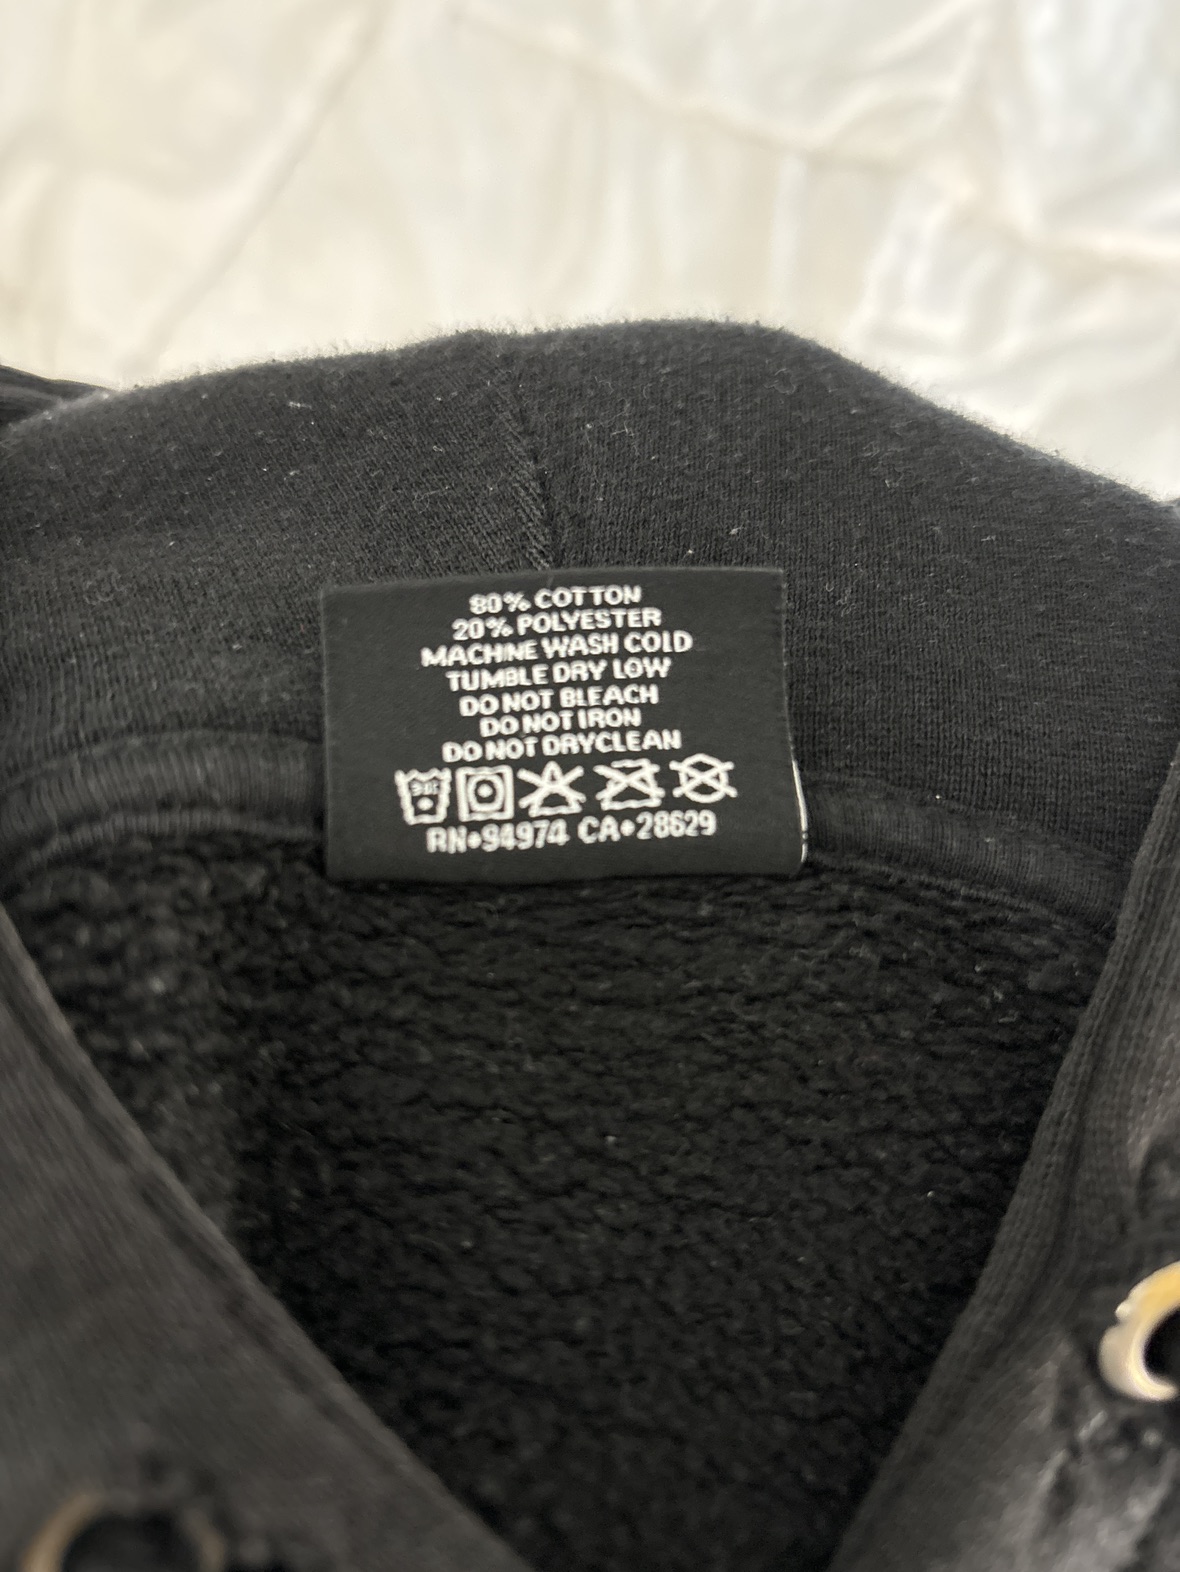 80% COTTON
20% POLYESTER
MACHINE WASH COLD
TUMBLE DRY LOW
DO NOT BLEACH
DO NOT IRON
DO NOT DRYCLEAN
RN•94974 CA•28629